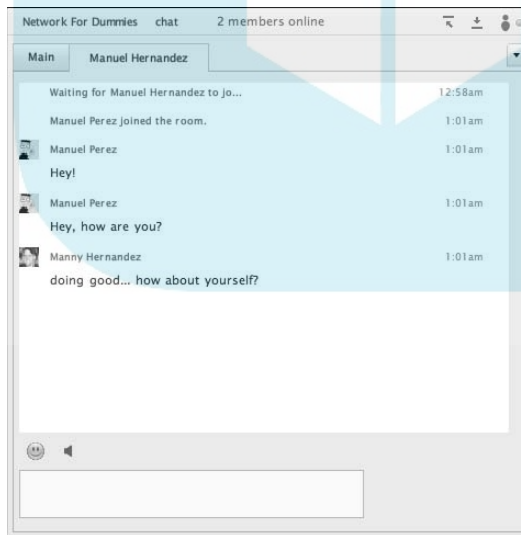 Network For Dummies chat 2 members online
Main Manuel Hernandez
Waiting for Manuel Hernandez to jo... 12:58am
Manuel Perez joined the room. 1:01am
Manuel Perez 1:01am
Hey!
Manuel Perez
Hey, how are you?
Manny Hernandez 1:01am
doing good... how about yourself?